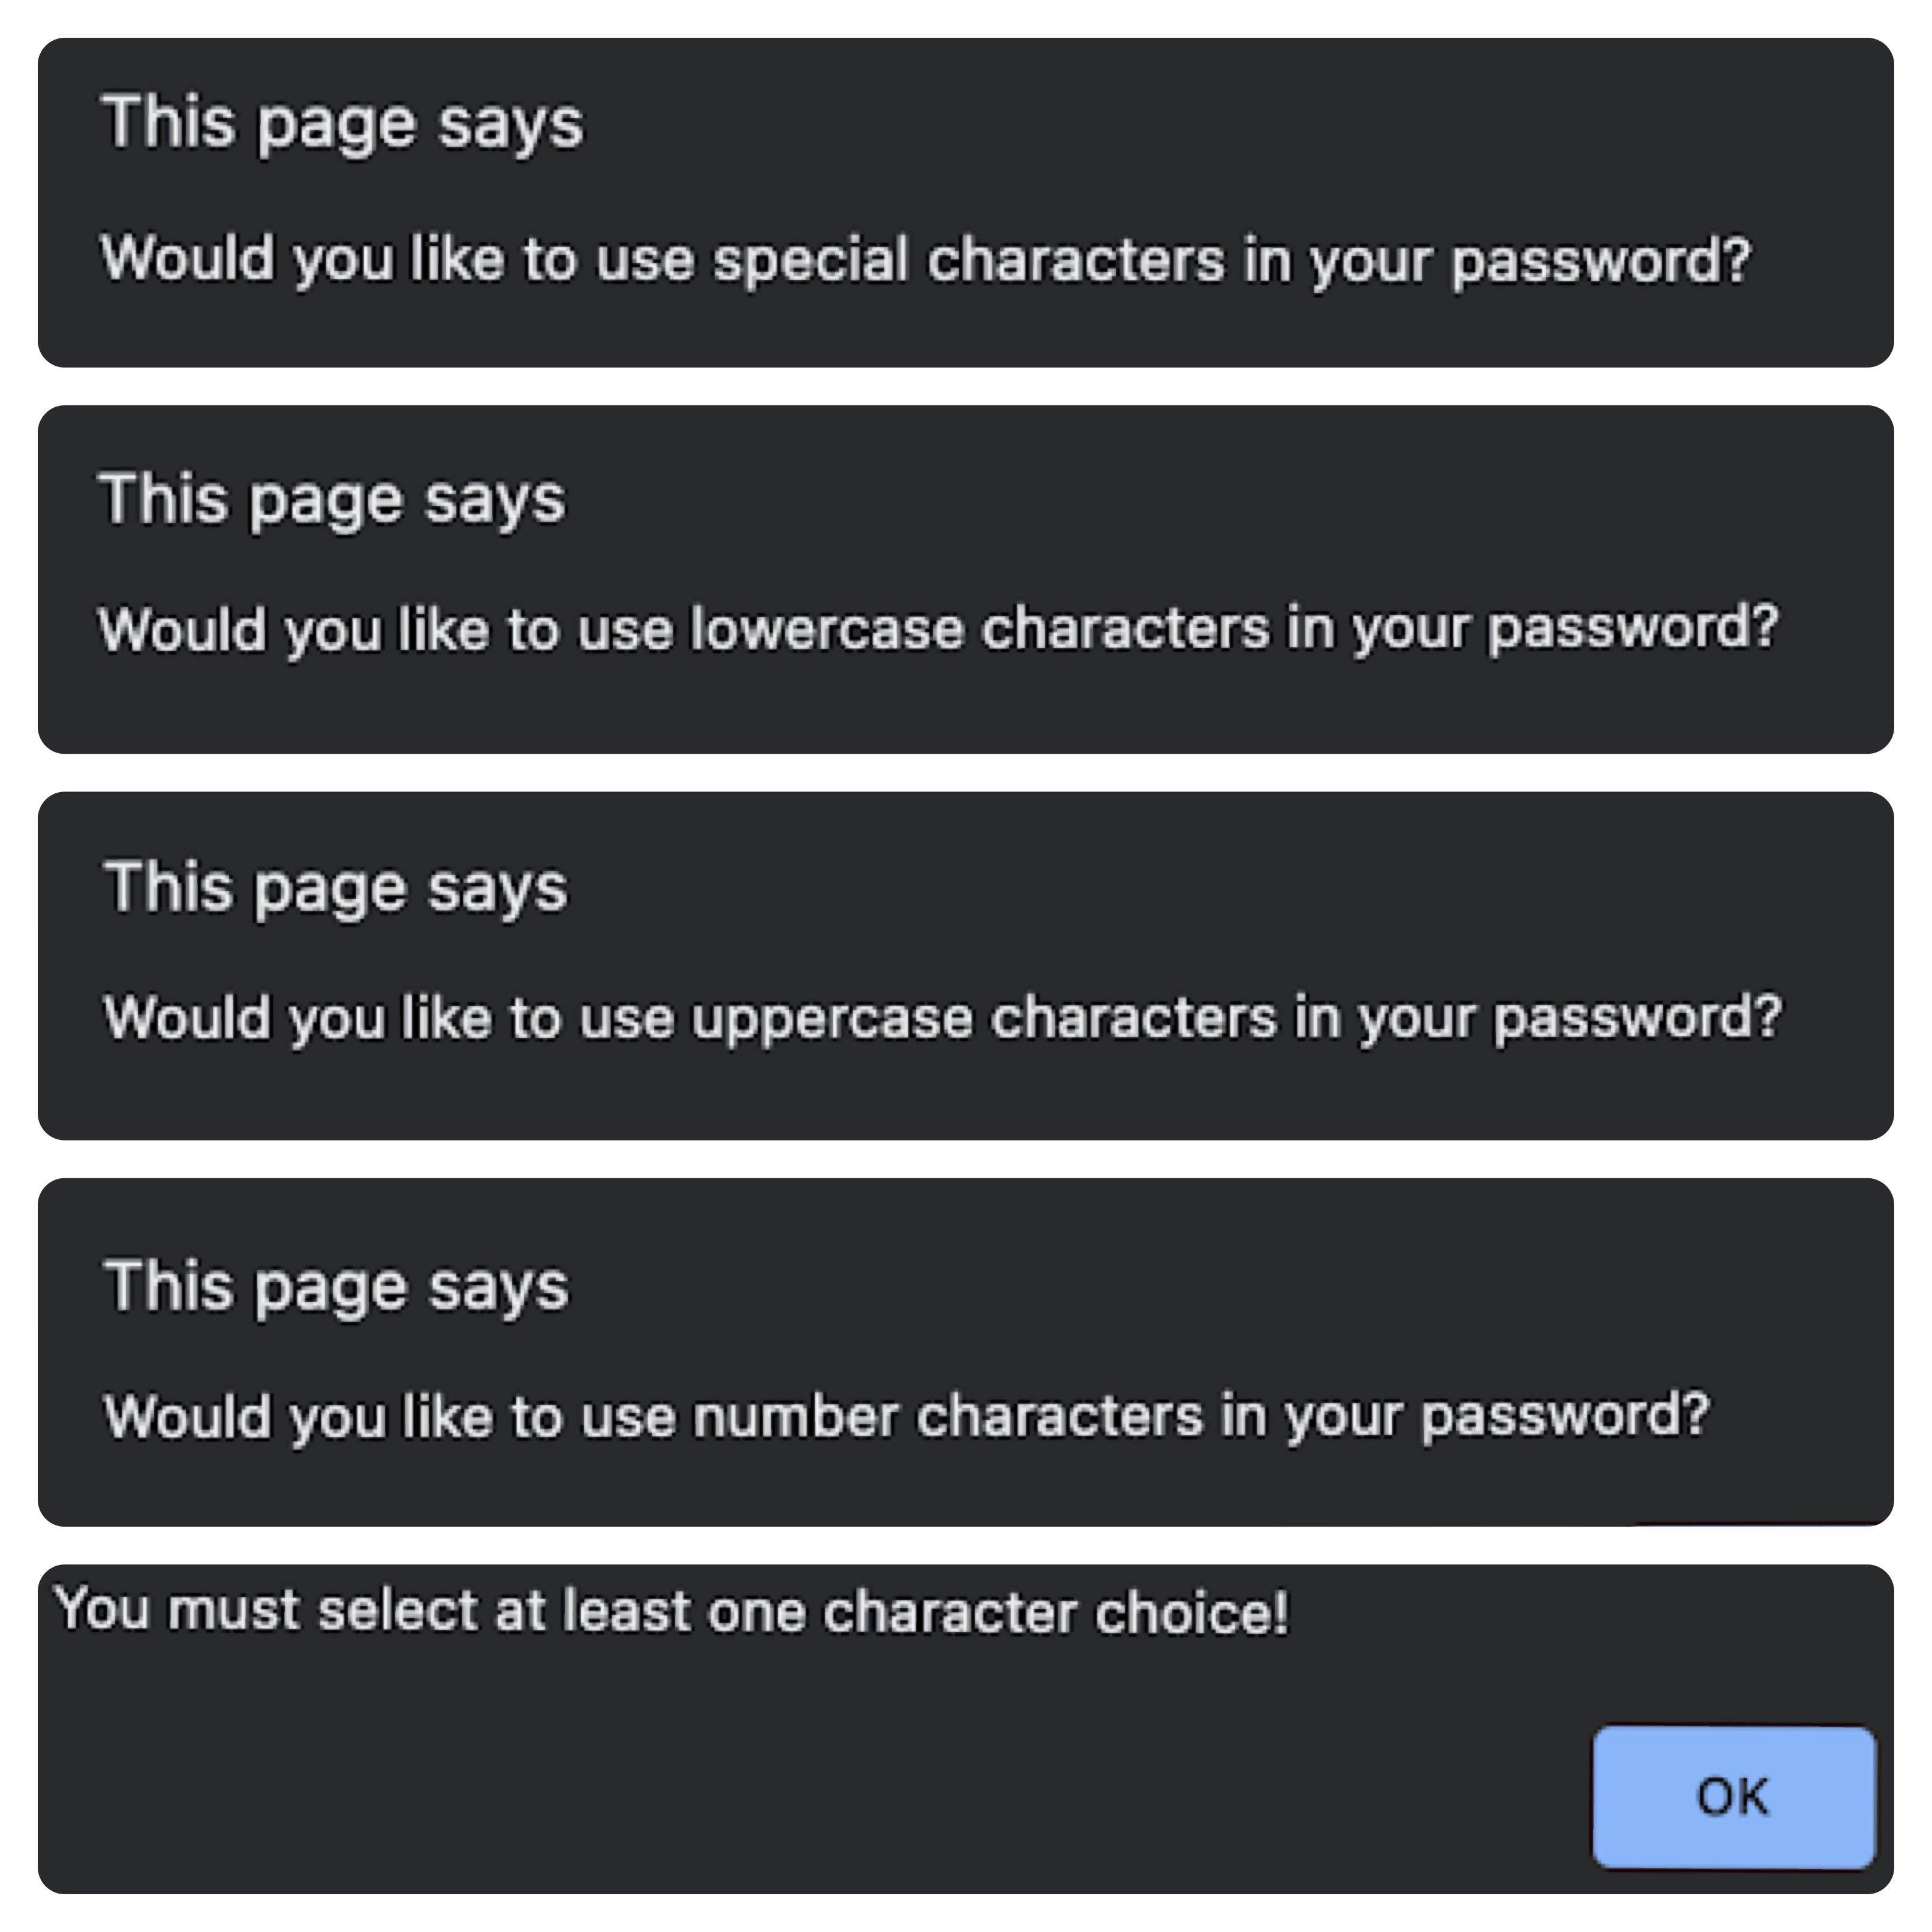 This page says
Would you like to use special characters in your password?
This page says
Would you like to use lowercase characters in your password?
This page says
Would you like to use uppercase characters in your password?
This page says
Would you like to use number characters in your password?
You must select at least one character choice!
OK